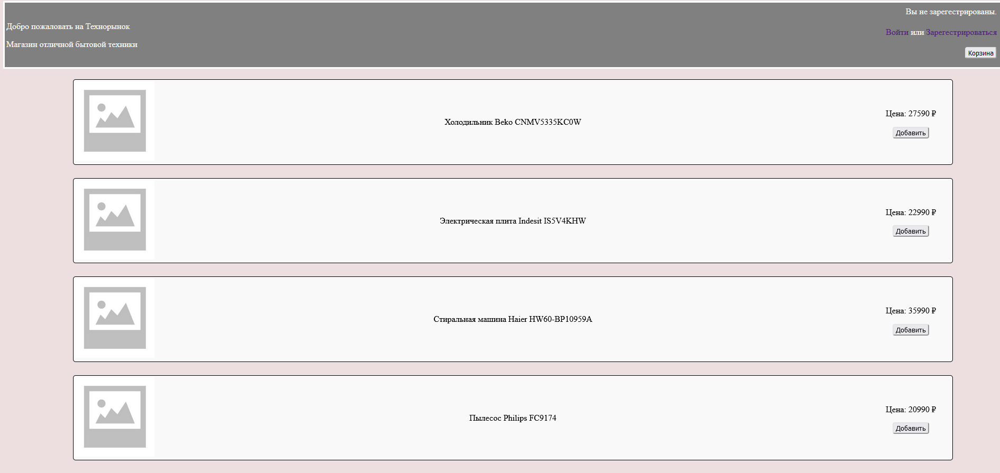 Добро пожаловать на Технорынок
Магазин отличной бытовой техники
Вы не зарегестрированы.
Войти или Зарегестрироваться
Корзина
Холодильник Beko CNMV5335KC0W
Цена: 27590 ₽
Добавить
Электрическая плита Indesit IS5V4KHW
Цена: 22990 ₽
Добавить
Стиральная машина Haier HW60-BP10959A
Цена: 35990 ₽
Добавить
Пылесос Philips FC9174
Цена: 20990 ₽
Добавить